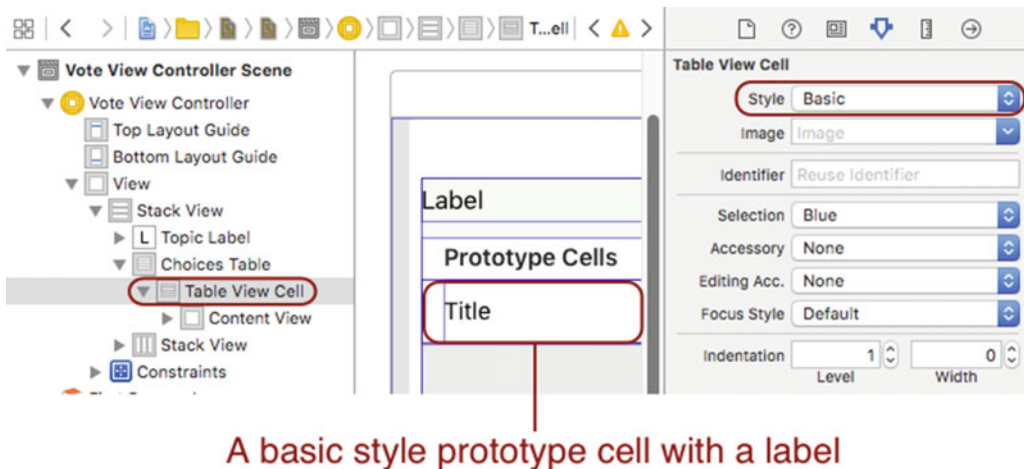 T...ell
Vote View Controller Scene
Vote View Controller
Top Layout Guide
Bottom Layout Guide
View
Stack View
L Topic Label
Choices Table
Table View Cell
Content View
Stack View
Constraints
Label
Prototype Cells
Title
Table View Cell
Style Basic
Image Image
Identifier Reuse Identifier
Selection Blue
Accessory None
Editing Acc. None
Focus Style Default
Indentation 1 0
Level Width
A basic style prototype cell with a label